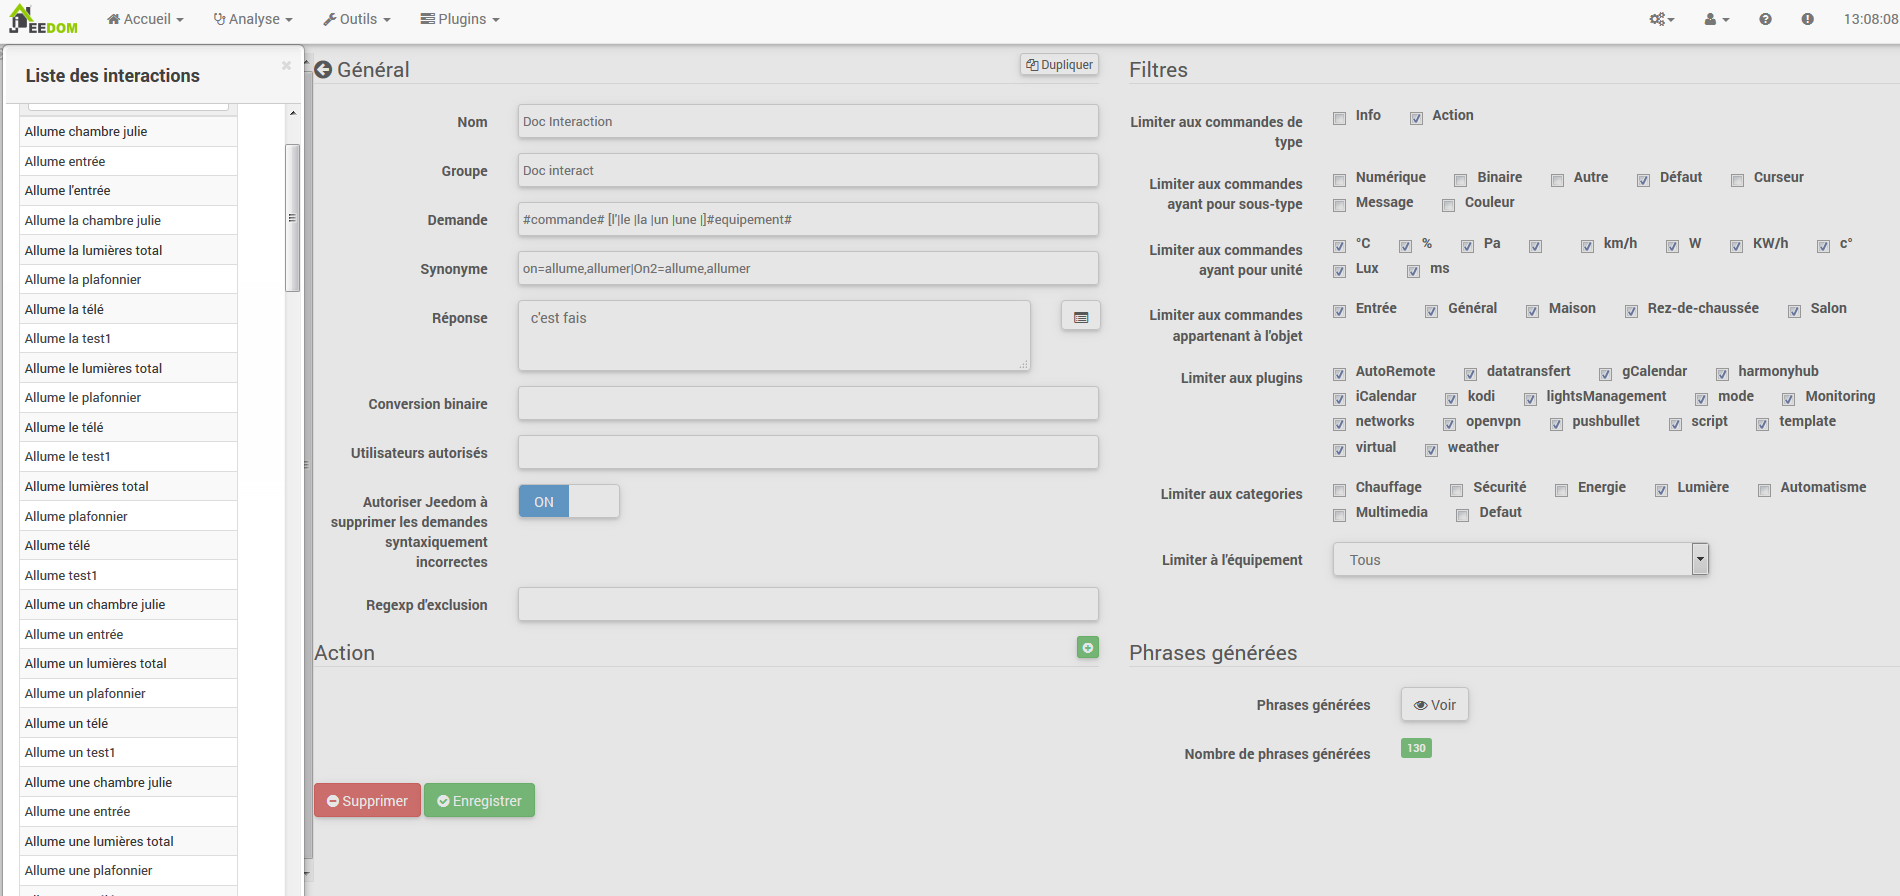 EEDOM
Accueil
Analyse
Outils
Plugins
13:08:08
Liste des interactions
×
Allume chambre julie
Allume entrée
Allume l'entrée
Allume la chambre julie
Allume la lumières total
Allume la plafonnier
Allume la télé
Allume la test1
Allume le lumières total
Allume le plafonnier
Allume le télé
Allume le test1
Allume lumières total
Allume plafonnier
Allume télé
Allume test1
Allume un chambre julie
Allume un entrée
Allume un lumières total
Allume un plafonnier
Allume un télé
Allume un test1
Allume une chambre julie
Allume une entrée
Allume une lumières total
Allume une plafonnier
Général
Dupliquer
Nom
Doc Interaction
Groupe
Doc interact
Demande
#commande# [l'|le |la |un |une |]#equipement#
Synonyme
on=allume,allumer|On2=allume,allumer
Réponse
c'est fais
Conversion binaire
Utilisateurs autorisés
Autoriser Jeedom à
supprimer les demandes
syntaxiquement
incorrectes
ON
Regexp d'exclusion
Action
Supprimer
Enregistrer
Filtres
Limiter aux commandes de
type
Info Action
Limiter aux commandes
ayant pour sous-type
Numérique Binaire Autre Défaut Curseur
Message Couleur
Limiter aux commandes
ayant pour unité
°C % Pa km/h W KW/h c°
Lux ms
Limiter aux commandes
appartenant à l'objet
Entrée Général Maison Rez-de-chaussée Salon
Limiter aux plugins
AutoRemote datatransfert gCalendar harmonyhub
iCalendar kodi lightsManagement mode Monitoring
networks openvpn pushbullet script template
virtual weather
Limiter aux categories
Chauffage Sécurité Energie Lumière Automatisme
Multimedia Defaut
Limiter à l'équipement
Tous
Phrases générées
Phrases générées
Voir
Nombre de phrases générées
130